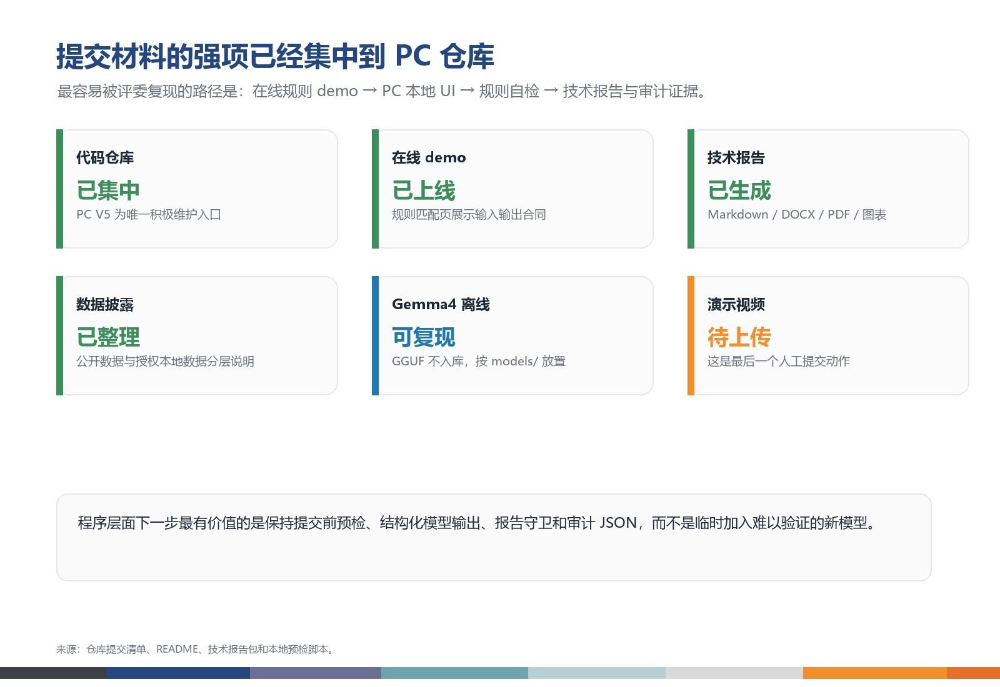 提交材料的强项已经集中到 PC 仓库
最容易被评委复现的路径是：在线规则 demo → PC 本地 UI → 规则自检 → 技术报告与审计证据。
代码仓库
已集中
PC V5 为唯一积极维护入口
在线 demo
已上线
规则匹配页展示输入输出合同
技术报告
已生成
Markdown / DOCX / PDF / 图表
数据披露
已整理
公开数据与授权本地数据分层说明
Gemma4 离线
可复现
GGUF 不入库，按 models/ 放置
演示视频
待上传
这是最后一个人工提交动作
程序层面下一步最有价值的是保持提交前预检、结构化模型输出、报告守卫和审计 JSON，而不是临时加入难以验证的新模型。
来源：仓库提交清单、README、技术报告包和本地预检脚本。